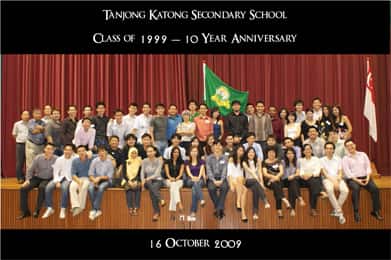 Tanjong Katong Secondary School
Class of 1999 – 10 Year Anniversary
16 October 2009